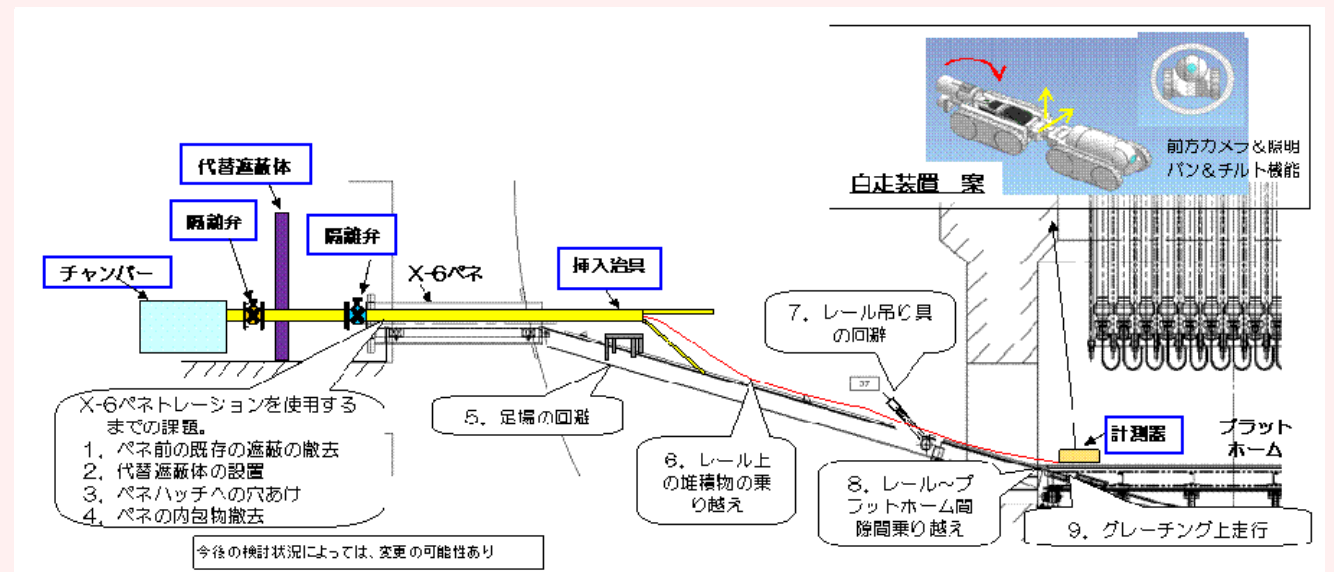 前方カメラ&照明
パン&チルト機能
自走装置 案
代替遮蔽体
隔離弁
隔離弁
チャンバー
X-6ペネ
挿入治具
7. レール吊り具
の回避
37
X-6ペネトレーションを使用する
までの課題。
1. ペネ前の既存の遮蔽の撤去
2. 代替遮蔽体の設置
3. ペネハッチへの穴あけ
4. ペネの内包物撤去
5. 足場の回避
6. レール上
の堆積物の乗
り越え
計測器
プラット
ホーム
8. レール~プ
ラットホーム間
隙間乗り越え
9. グレーチング上走行
今後の検討状況によっては、変更の可能性あり